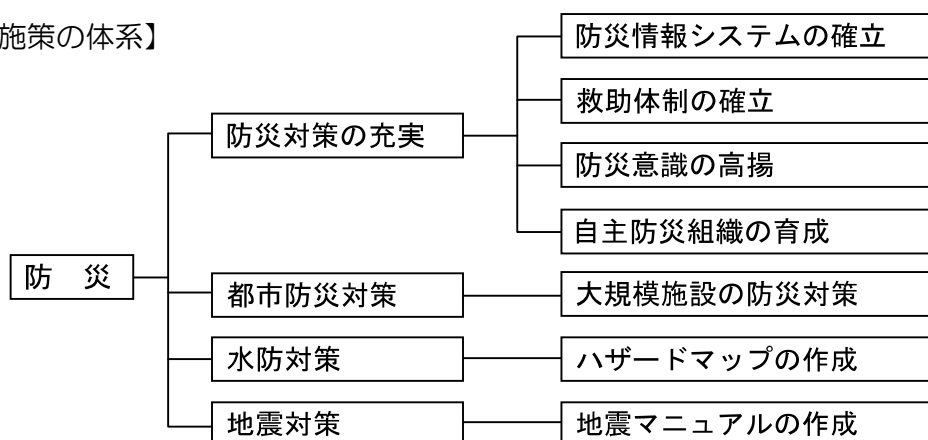 施策の体系】
防災情報システムの確立
救助体制の確立
防災対策の充実
防災意識の高揚
自主防災組織の育成
防　災
都市防災対策
大規模施設の防災対策
水防対策
ハザードマップの作成
地震対策
地震マニュアルの作成